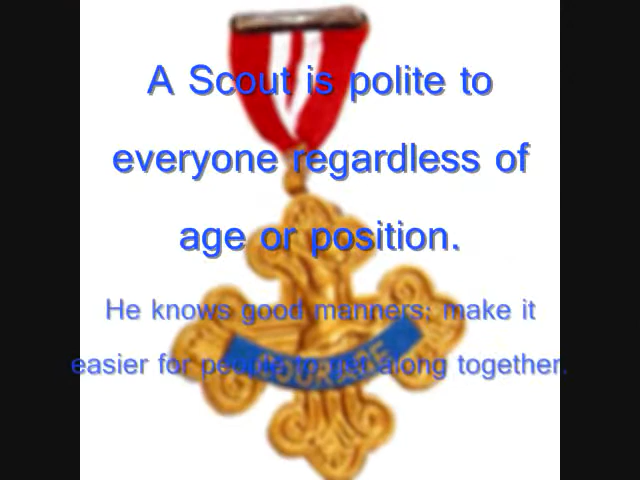 A Scout is polite to
everyone regardless of
age or position.
He knows good manners; make it
easier for people to get along together.
COURAGE